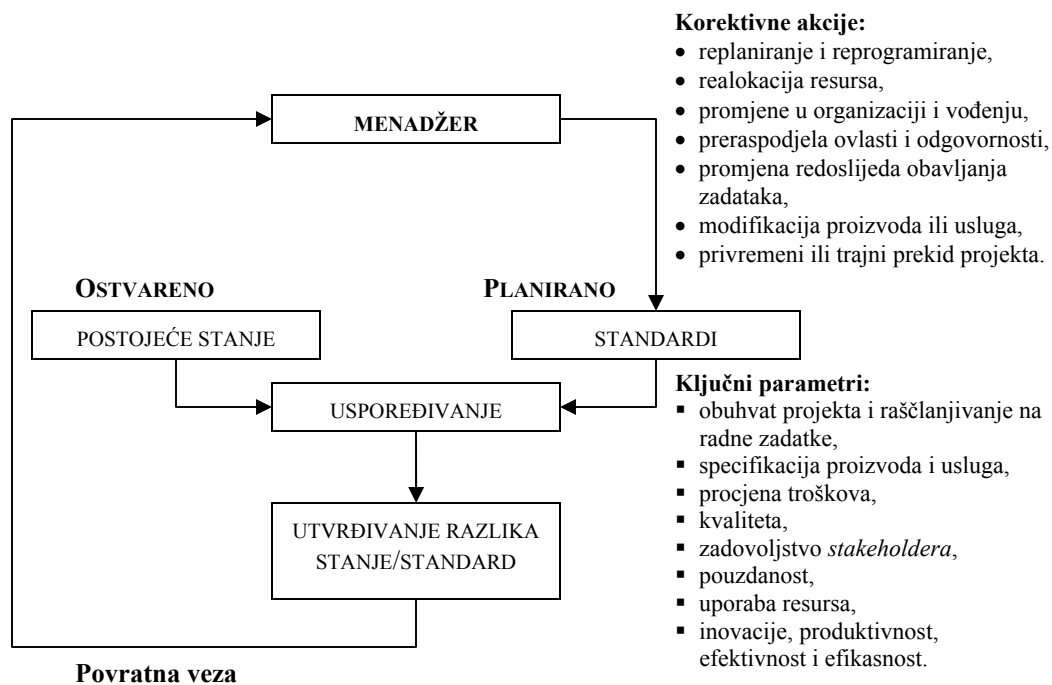 Korektivne akcije:
• replaniranje i reprogramiranje,
• realokacija resursa,
• promjene u organizaciji i vođenju,
• preraspodjela ovlasti i odgovornosti,
• promjena redoslijeda obavljanja
zadataka,
• modifikacija proizvoda ili usluga,
• privremeni ili trajni prekid projekta.
MENADŽER
OSTVARENO
PLANIRANO
POSTOJEĆE STANJE
STANDARDI
USPOREĐIVANJE
UTVRĐIVANJE RAZLIKA
STANJE/STANDARD
Povratna veza
Ključni parametri:
▪ obuhvat projekta i raščlanjivanje na
radne zadatke,
▪ specifikacija proizvoda i usluga,
▪ procjena troškova,
▪ kvaliteta,
▪ zadovoljstvo stakeholdera,
▪ pouzdanost,
▪ uporaba resursa,
▪ inovacije, produktivnost,
efektivnost i efikasnost.